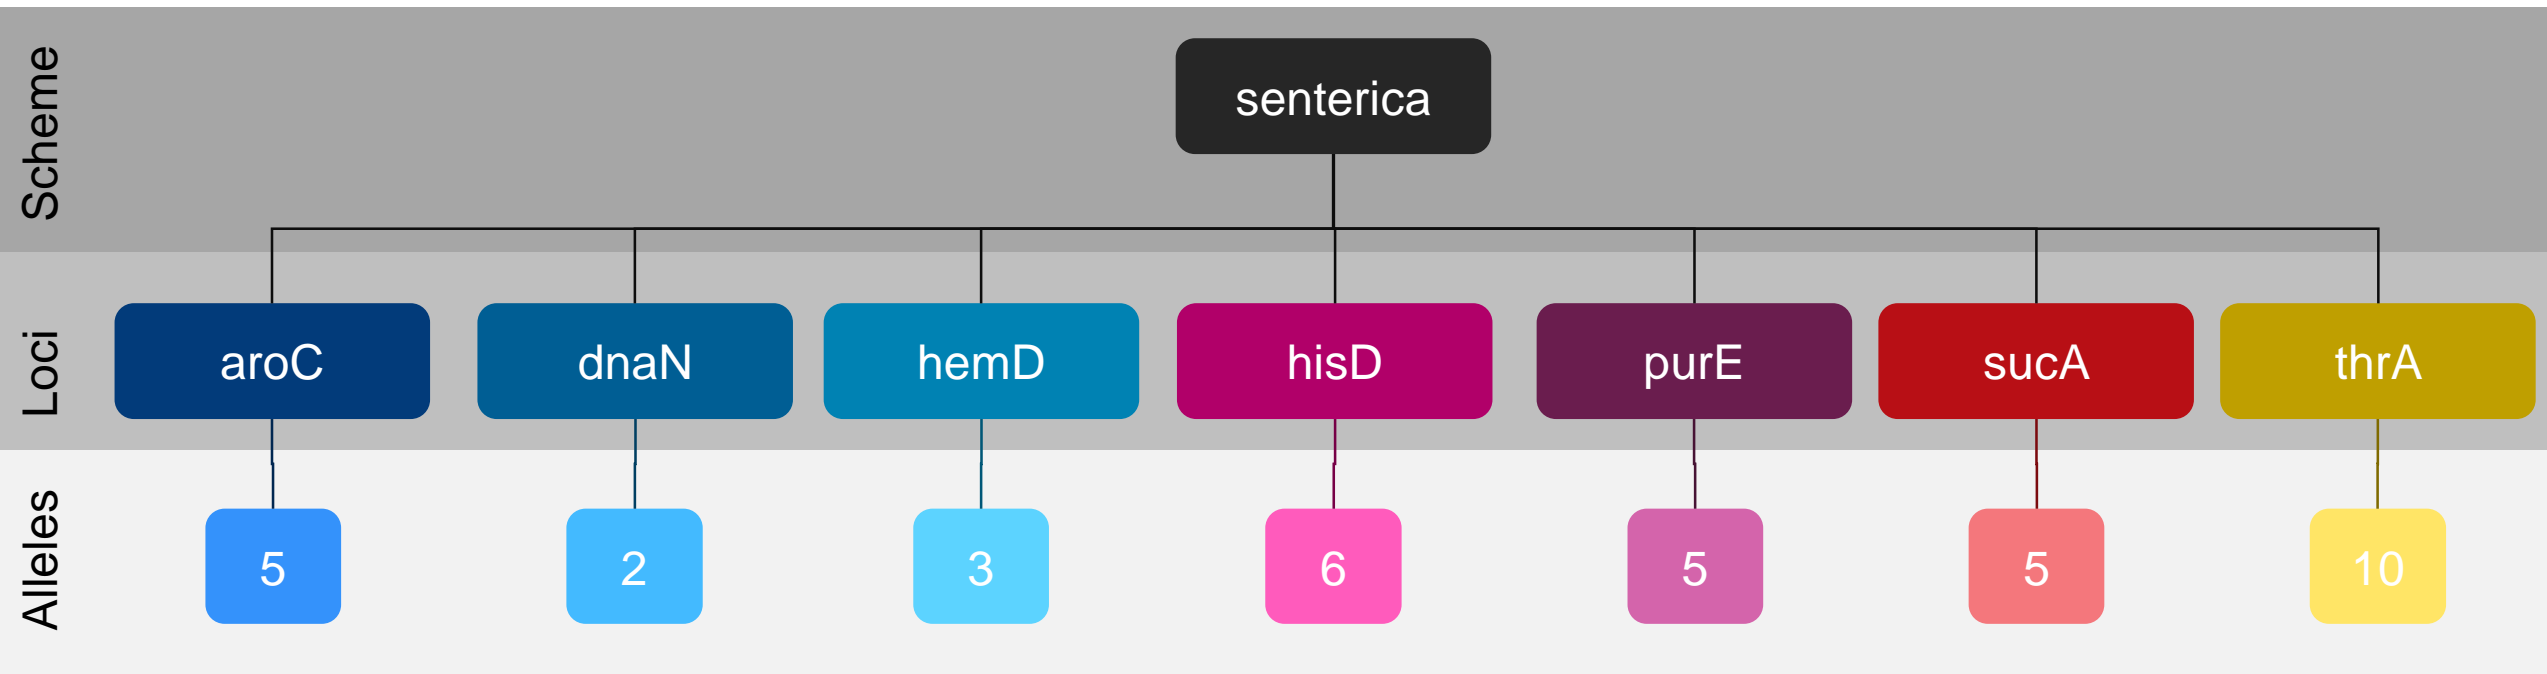 Scheme
senterica
Loci
aroC
dnaN
hemD
hisD
purE
sucA
thrA
Alleles
5
2
3
6
5
5
10